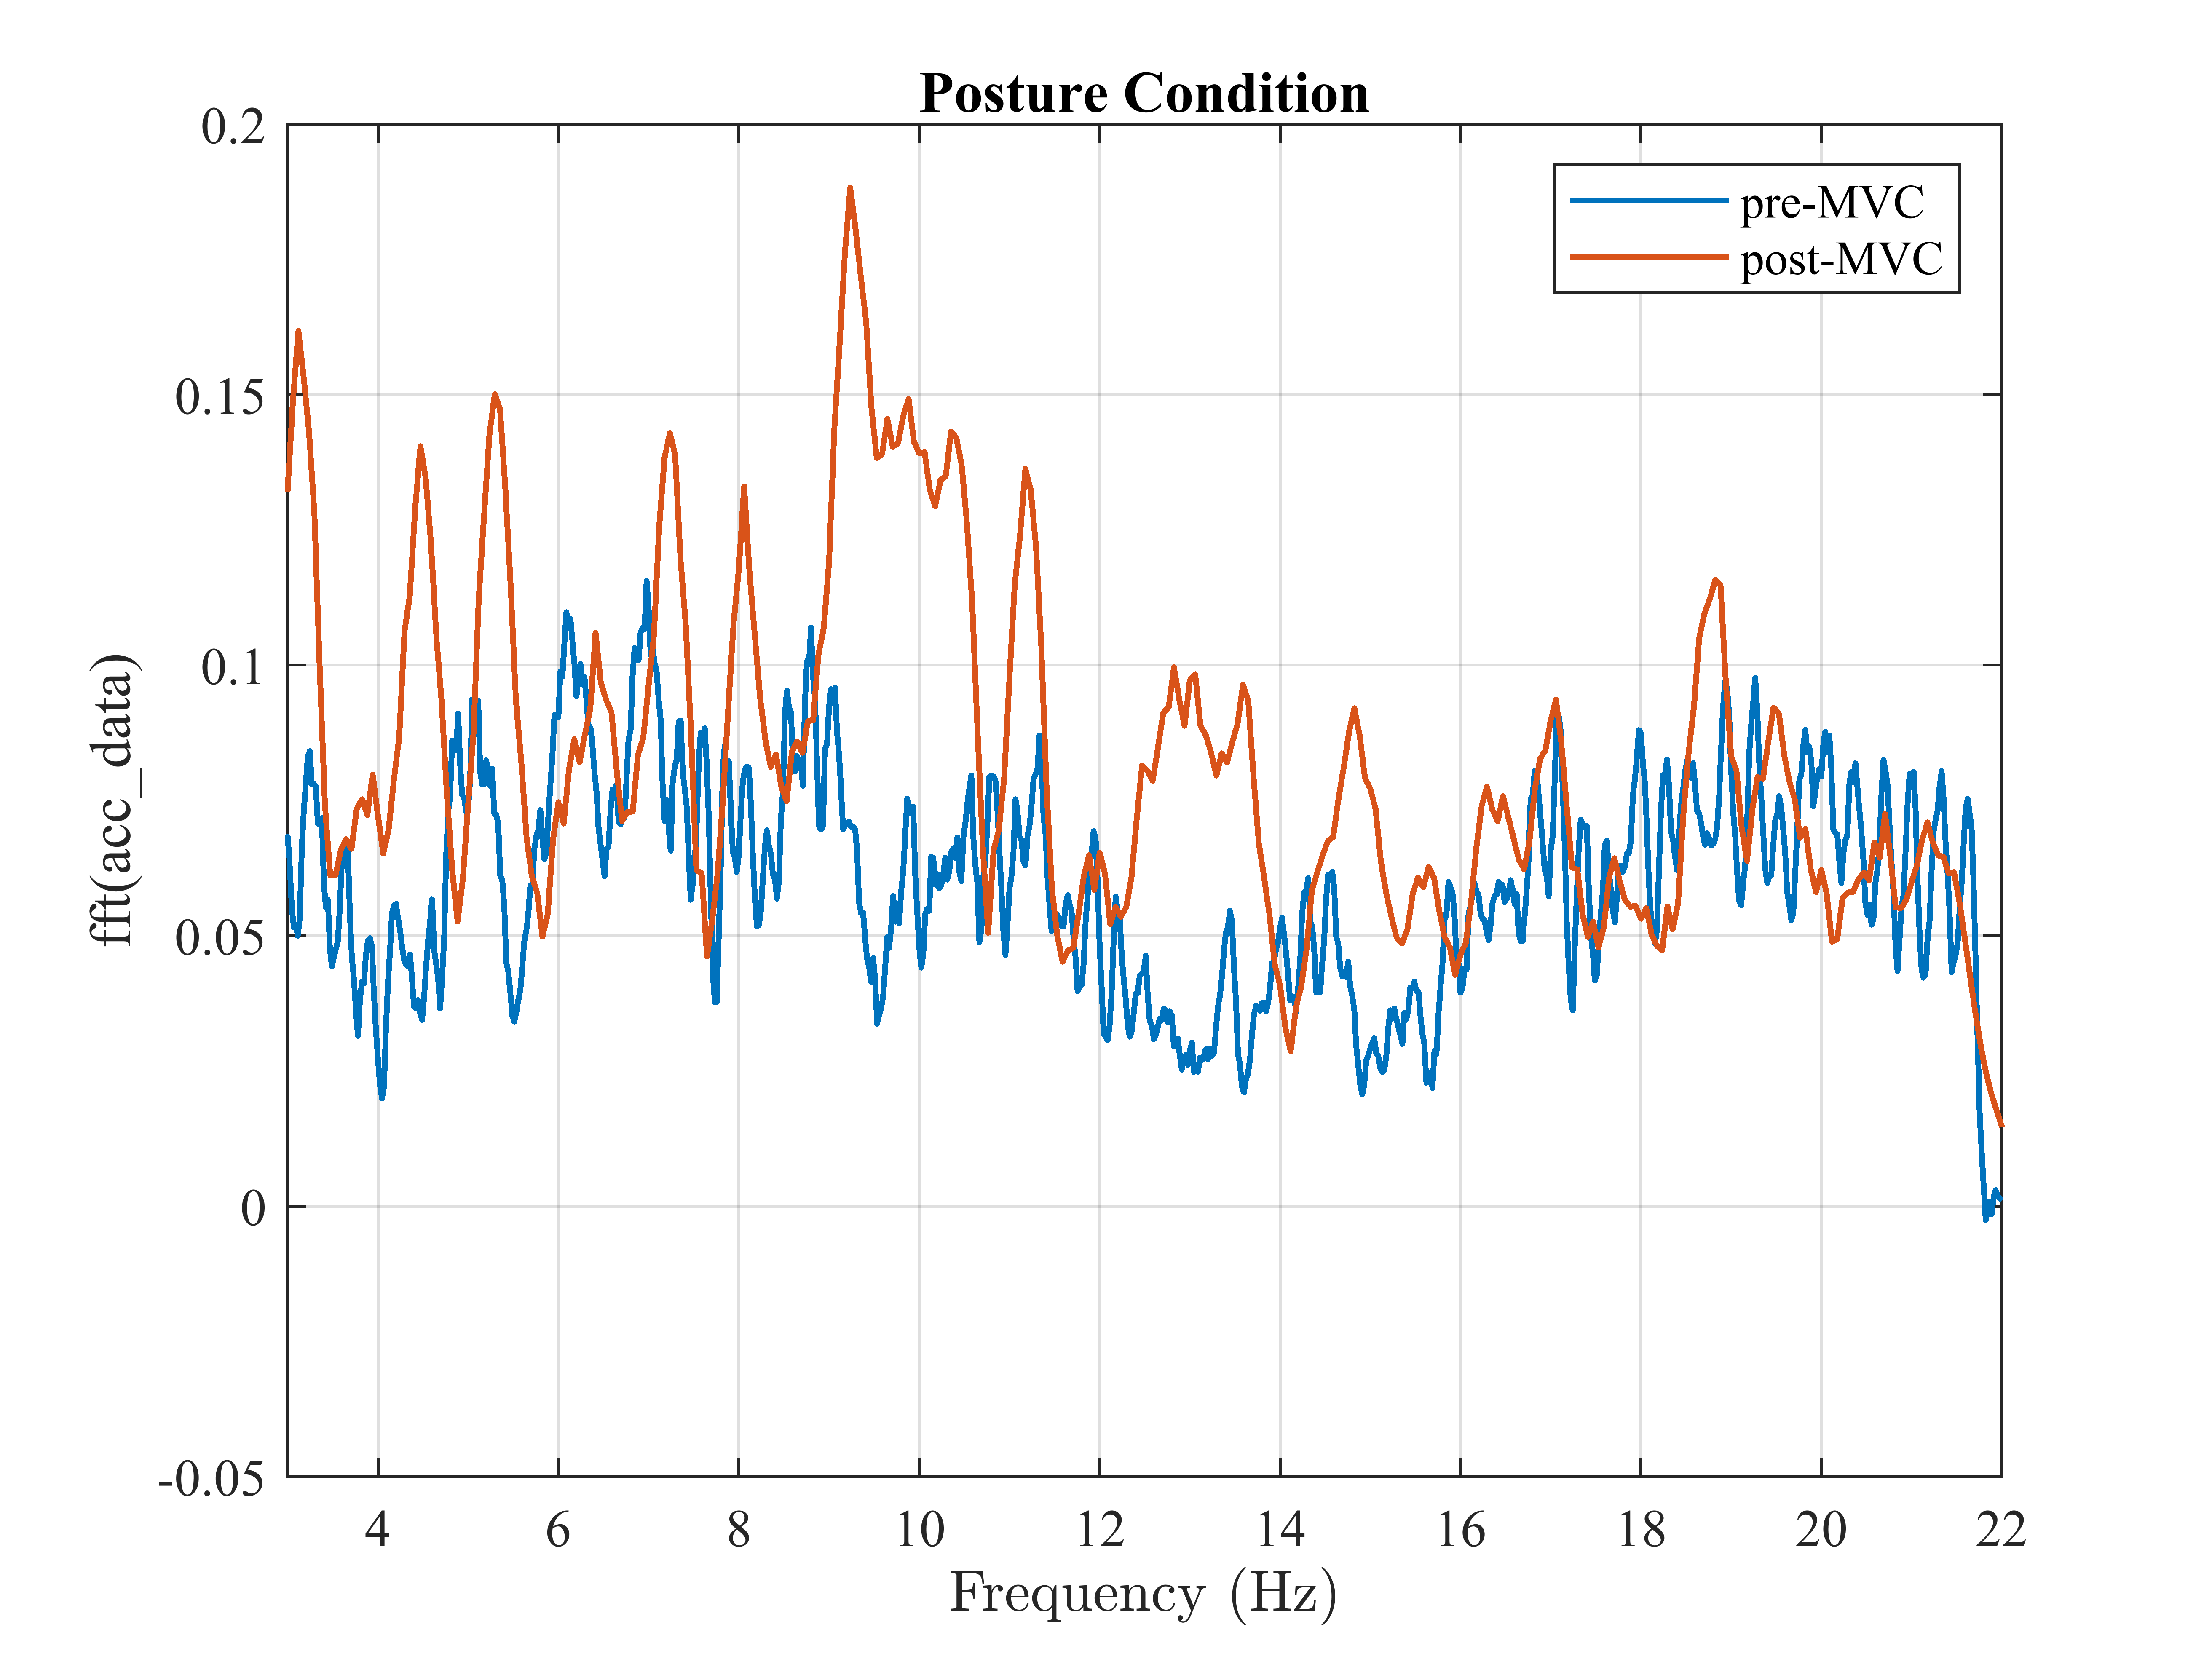 Posture Condition
0.2
0.15
0.1
0.05
0
-0.05
fft(acc_data)
pre-MVC
post-MVC
4 6 8 10 12 14 16 18 20 22
Frequency (Hz)